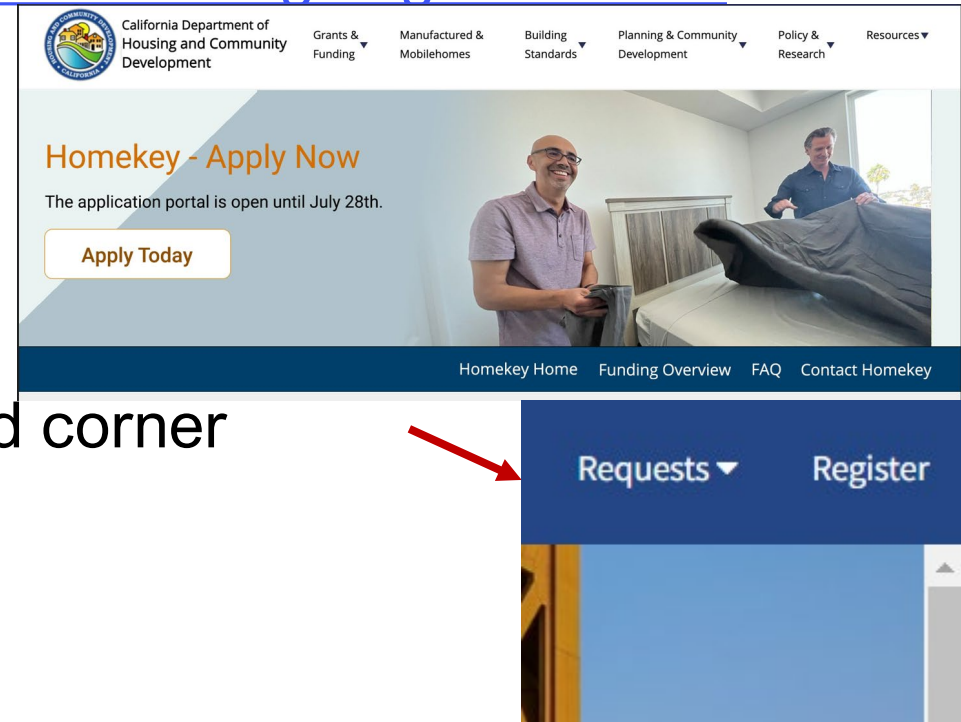 California Department of
Housing and Community
Development
Grants &
Funding
Manufactured &
Mobilehomes
Building
Standards
Planning & Community
Development
Policy &
Research
Resources
Homekey - Apply Now
The application portal is open until July 28th.
Apply Today
Homekey Home Funding Overview FAQ Contact Homekey
corner
Requests Register